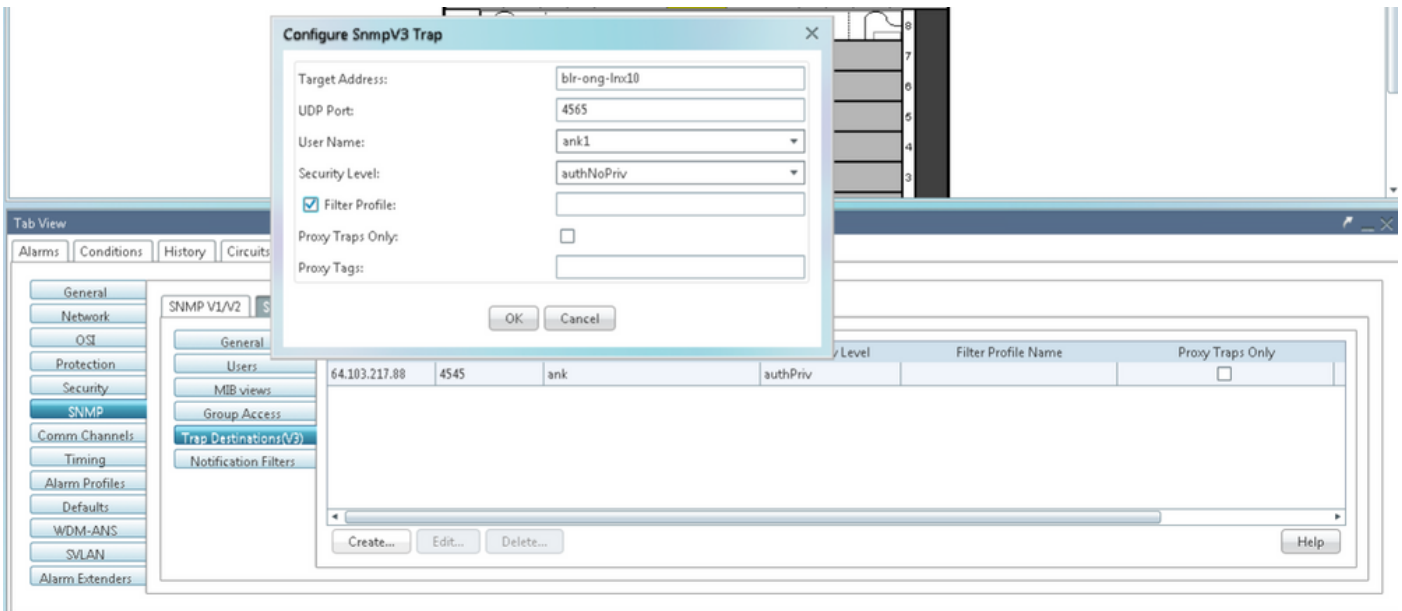 8
7
6
5
4
3
Configure SnmpV3 Trap
Target Address: blr-ong-lnx10
UDP Port: 4565
User Name: ank1
Security Level: authNoPriv
Filter Profile:
Proxy Traps Only:
Proxy Tags:
OK Cancel
Tab View
Alarms Conditions History Circuits
General
Network
OSI
Protection
Security
SNMP
Comm Channels
Timing
Alarm Profiles
Defaults
WDM-ANS
SVLAN
Alarm Extenders
SNMP V1/V2 S
General
Users
MIB views
Group Access
Trap Destinations(V3)
Notification Filters
Level Filter Profile Name Proxy Traps Only
64.103.217.88 4545 ank authPriv
Create... Edit... Delete... Help